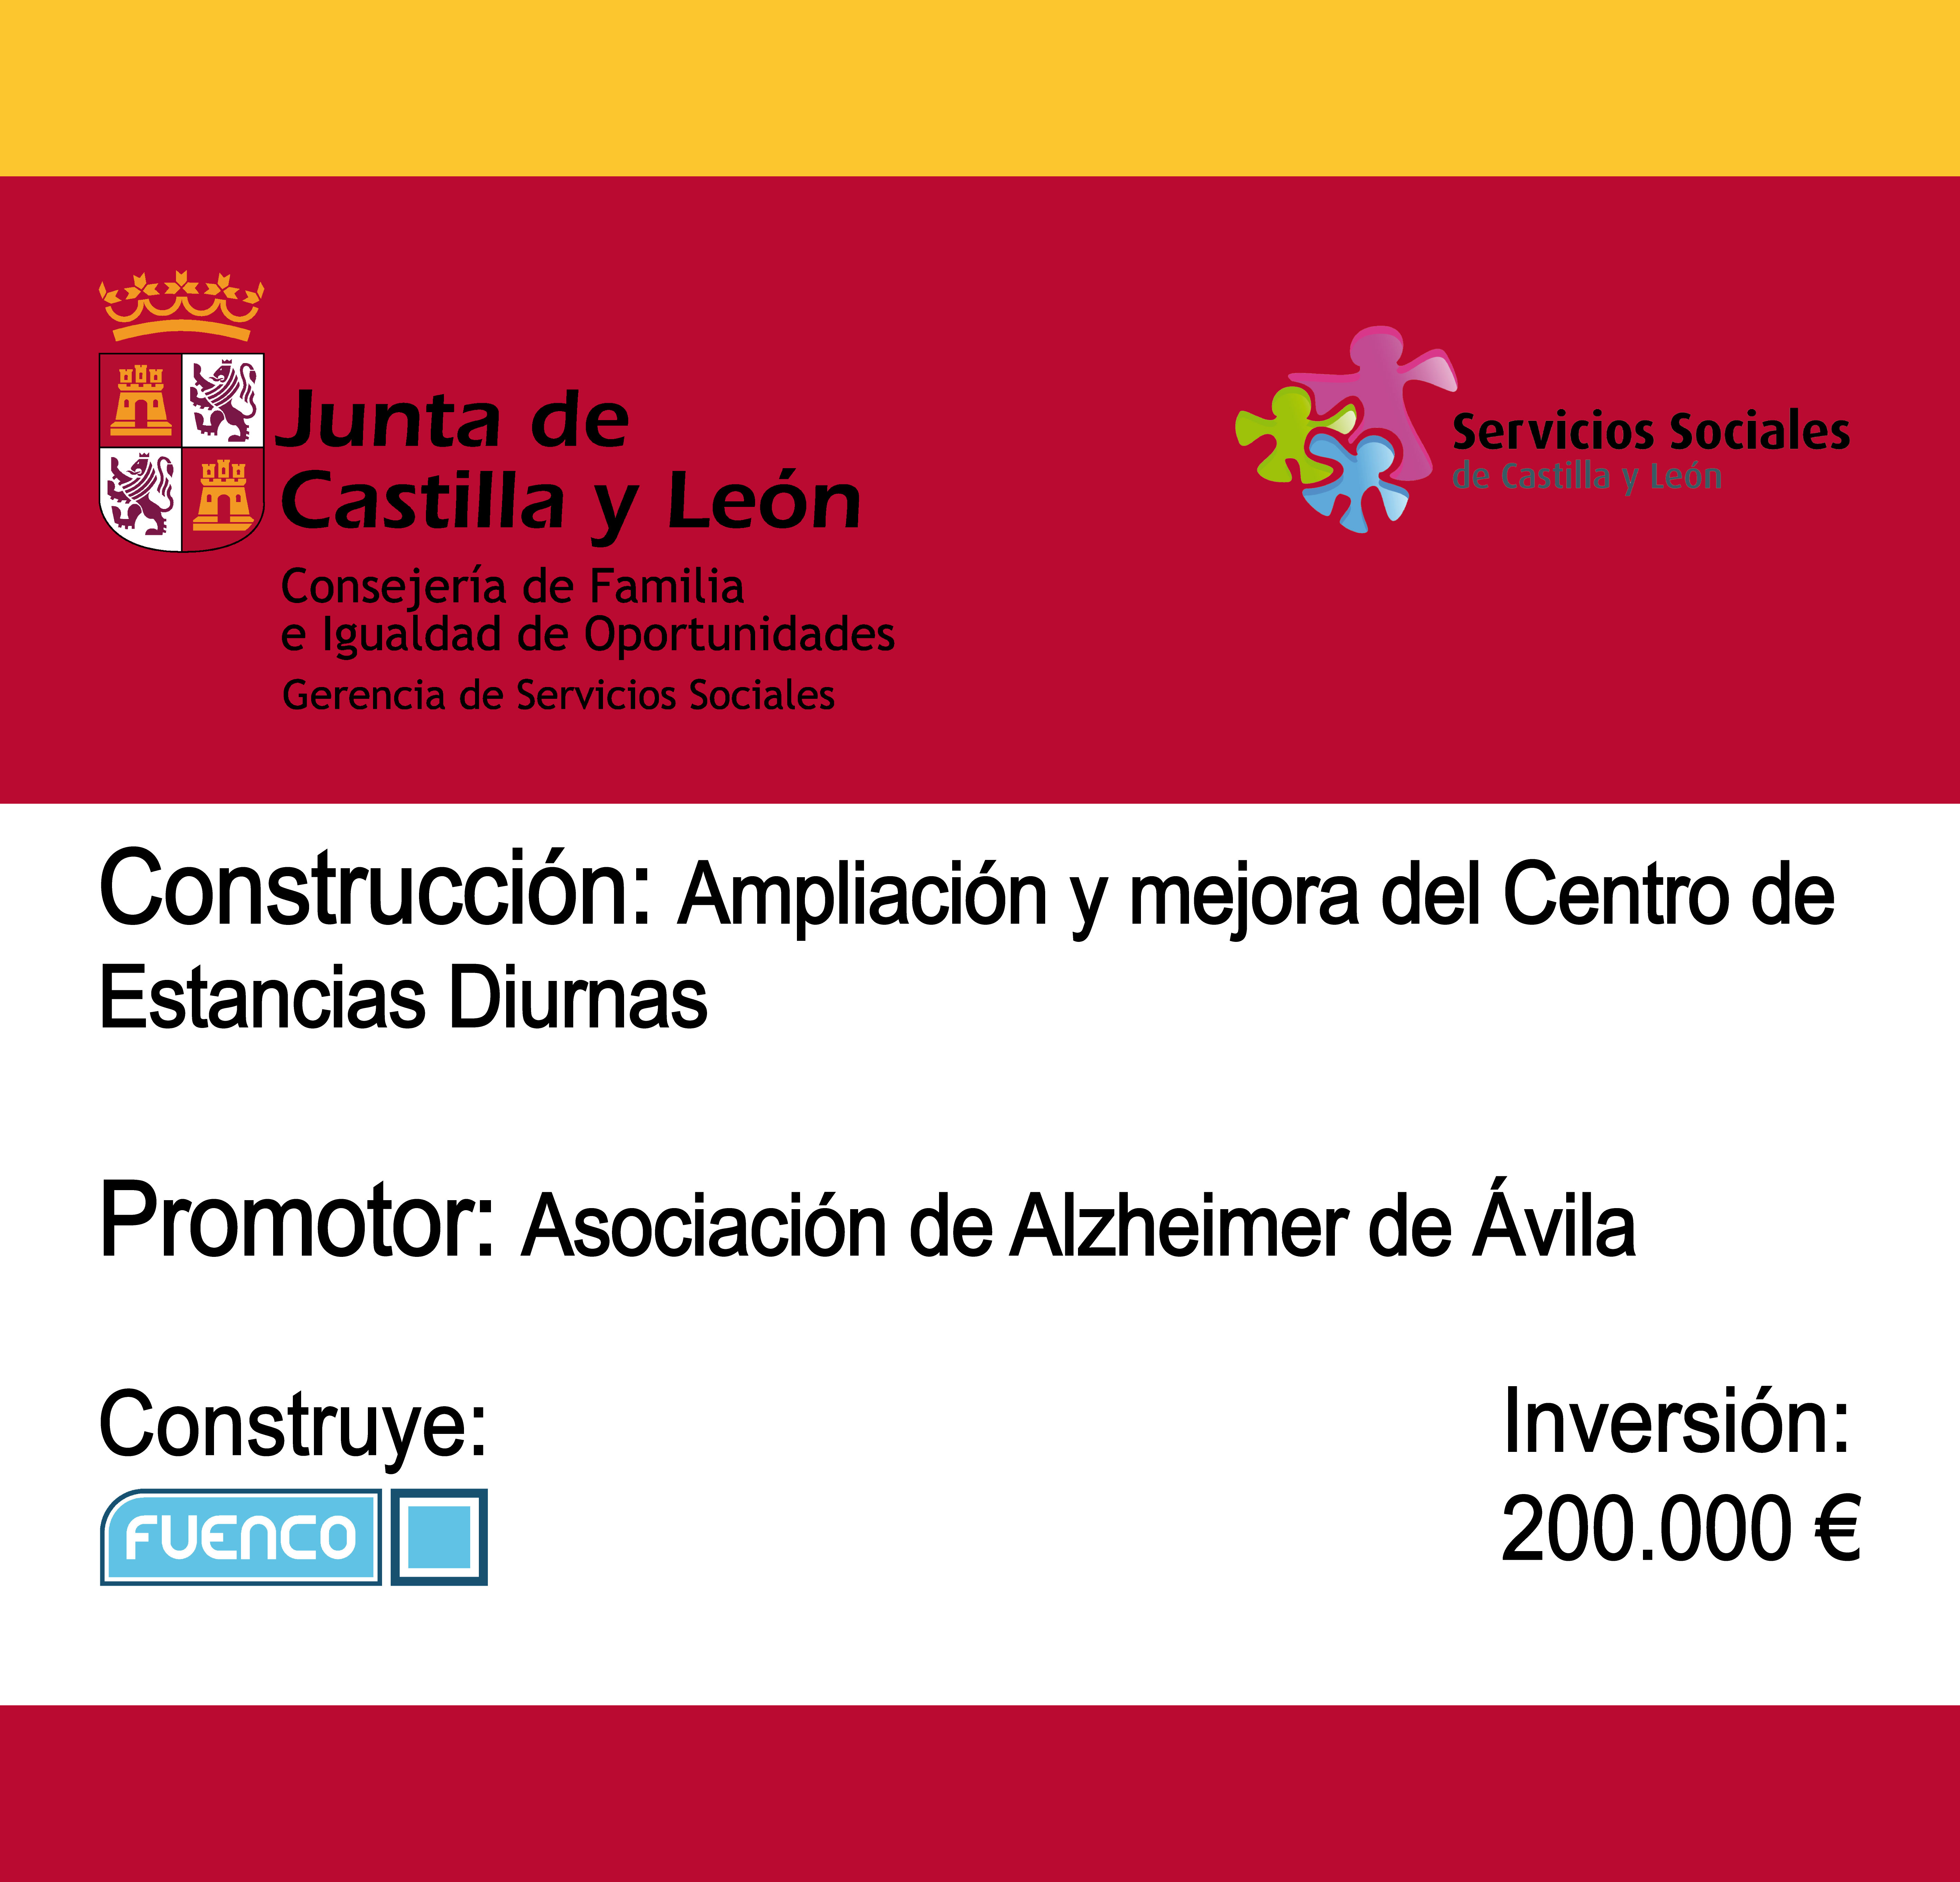 Junta de
Castilla y León
Consejería de Familia
e Igualdad de Oportunidades
Gerencia de Servicios Sociales
Servicios Sociales
de Castilla y León
Construcción: Ampliación y mejora del Centro de
Estancias Diurnas
Promotor: Asociación de Alzheimer de Ávila
Construye:
FUENCO
Inversión:
200.000 €